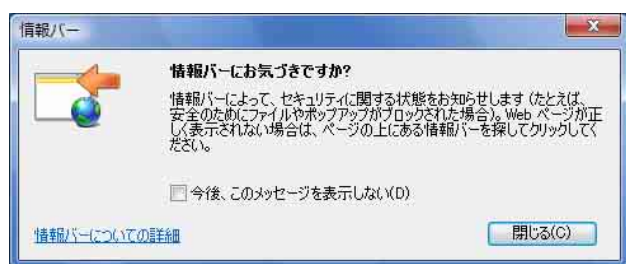 情報バー
情報バーにお気づきですか?
情報バーによって、セキュリティに関する状態をお知らせします (たとえば、
安全のためにファイルやポップアップがブロックされた場合)。Web ページが正
しく表示されない場合は、ページの上にある情報バーを探してクリックしてく
ださい。
今後、このメッセージを表示しない(D)
情報バーについての詳細
閉じる(C)